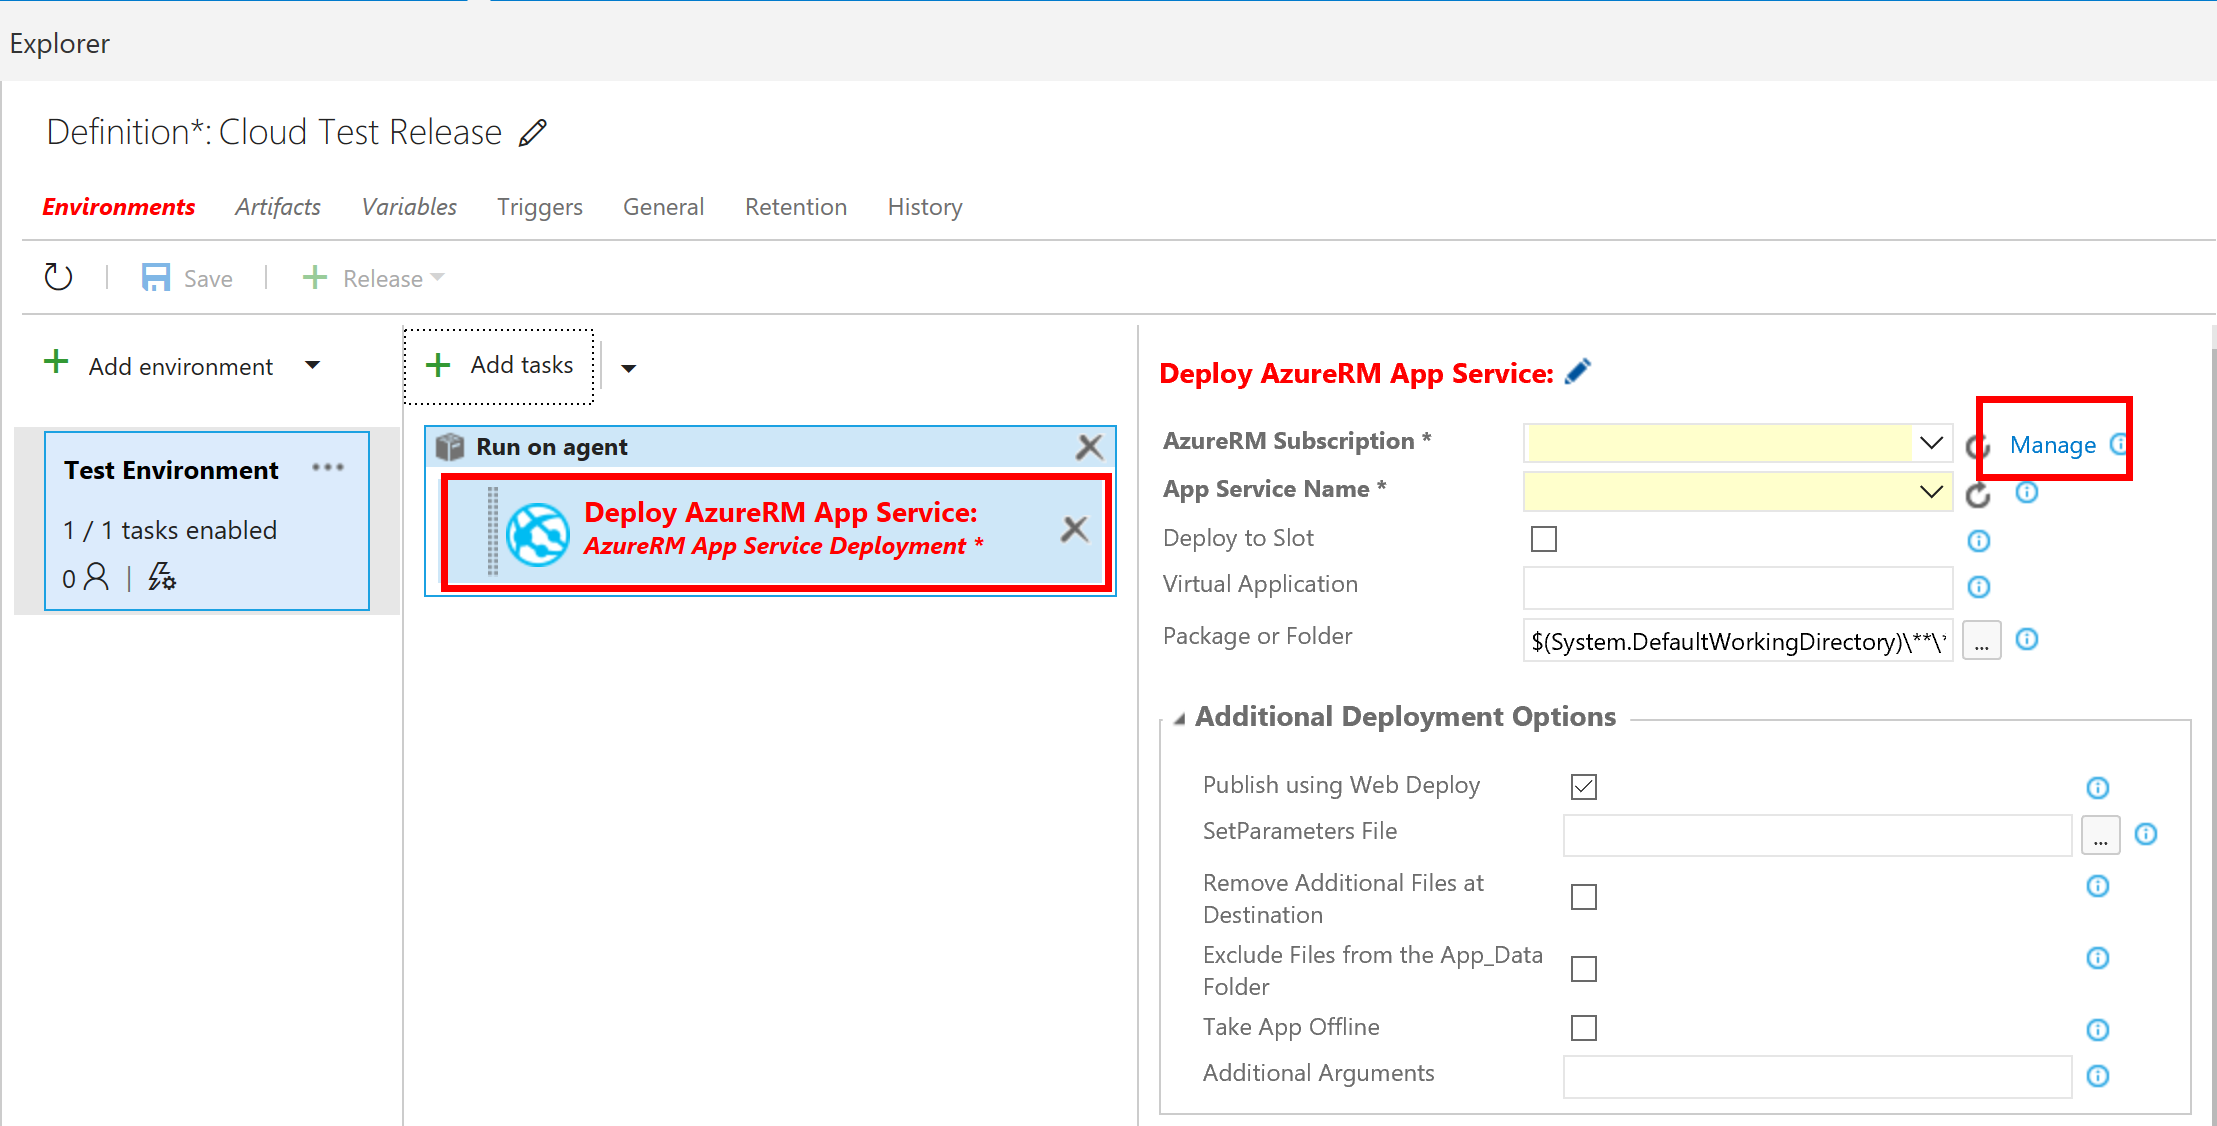 Explorer
Definition*: Cloud Test Release
Environments Artifacts Variables Triggers General Retention History
Save Release
Add environment
Add tasks
Test Environment ...
1 / 1 tasks enabled
0
Run on agent
Deploy AzureRM App Service:
AzureRM App Service Deployment *
Deploy AzureRM App Service:
AzureRM Subscription * Manage
App Service Name *
Deploy to Slot
Virtual Application
Package or Folder $(System.DefaultWorkingDirectory)\**\* ...
Additional Deployment Options
Publish using Web Deploy
SetParameters File ...
Remove Additional Files at
Destination
Exclude Files from the App_Data
Folder
Take App Offline
Additional Arguments